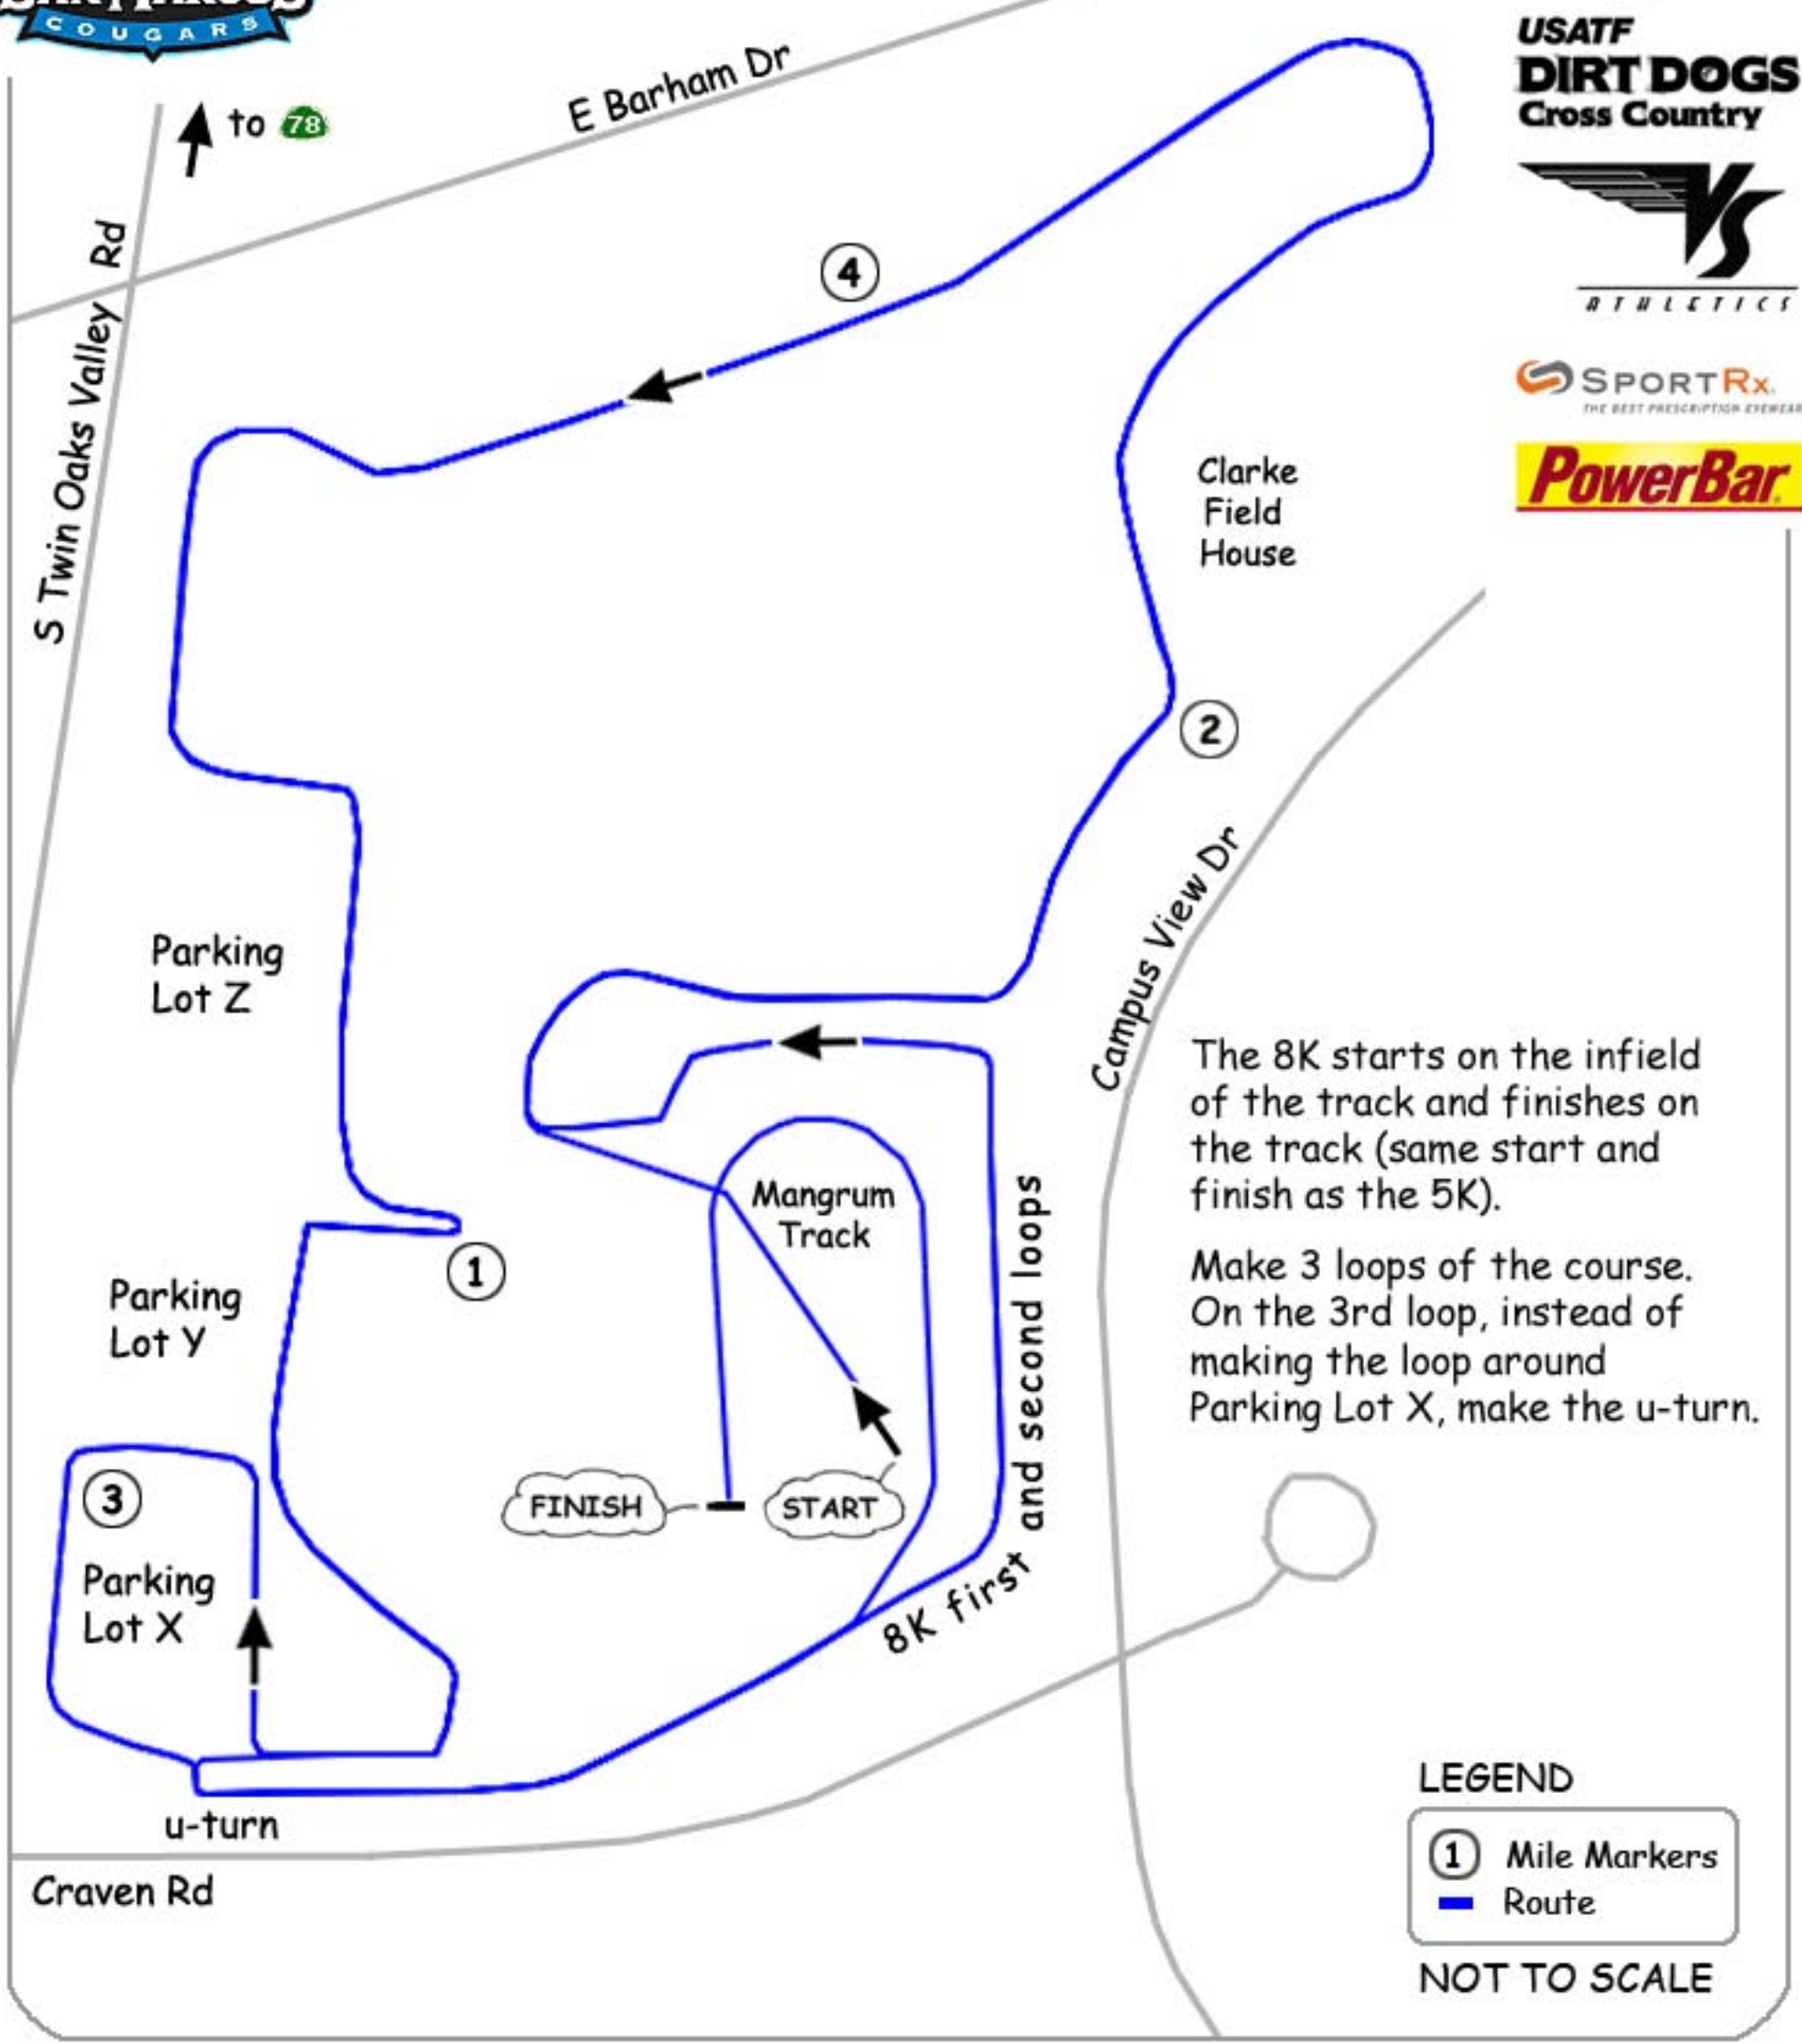 COUGARS
to 78
E Barham Dr
USATF
DIRT DOGS
Cross Country
VS
ATHLETICS
SPORTRx
THE BEST PRESCRIPTION EYEWEAR
PowerBar
S Twin Oaks Valley Rd
4
Clarke
Field
House
2
Campus View Dr
Parking
Lot Z
The 8K starts on the infield
of the track and finishes on
the track (same start and
finish as the 5K).
Make 3 loops of the course.
On the 3rd loop, instead of
making the loop around
Parking Lot X, make the u-turn.
Mangrum
Track
1
Parking
Lot Y
8K first and second loops
3
FINISH
START
Parking
Lot X
u-turn
Craven Rd
LEGEND
1 Mile Markers
Route
NOT TO SCALE